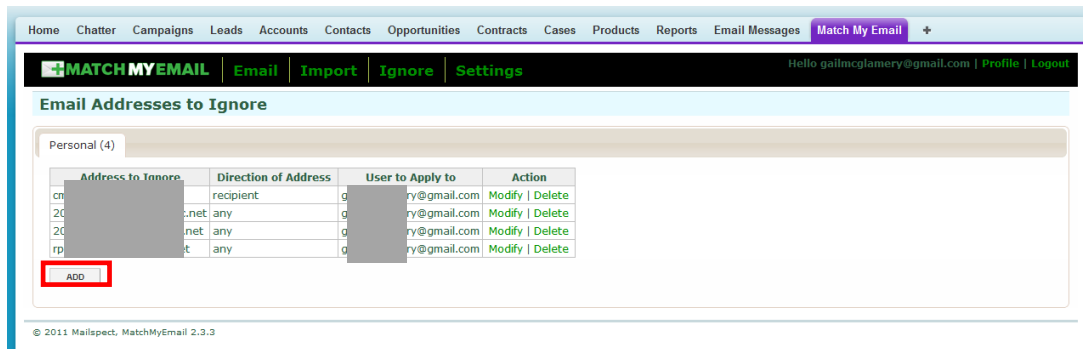 Home Chatter Campaigns Leads Accounts Contacts Opportunities Contracts Cases Products Reports Email Messages Match My Email +
MATCHMYEMAIL Email Import Ignore Settings Hello gailmcglamery@gmail.com | Profile | Logout
Email Addresses to Ignore
Personal (4)
Address to Ignore Direction of Address User to Apply to Action
recipient ry@gmail.com Modify | Delete
.net any ry@gmail.com Modify | Delete
.net any ry@gmail.com Modify | Delete
any ry@gmail.com Modify | Delete
ADD
© 2011 Mailspect, MatchMyEmail 2.3.3